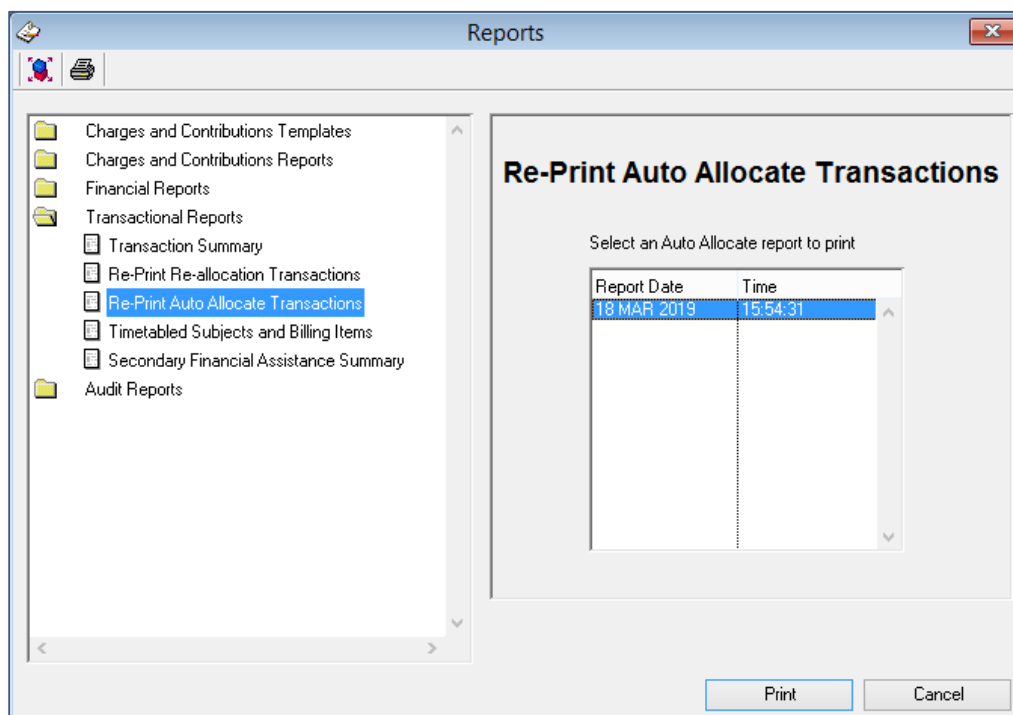 Reports
Charges and Contributions Templates
Charges and Contributions Reports
Financial Reports
Transactional Reports
Transaction Summary
Re-Print Re-allocation Transactions
Re-Print Auto Allocate Transactions
Timetabled Subjects and Billing Items
Secondary Financial Assistance Summary
Audit Reports
Re-Print Auto Allocate Transactions
Select an Auto Allocate report to print
Report Date Time
18 MAR 2019 15:54:31
Print Cancel